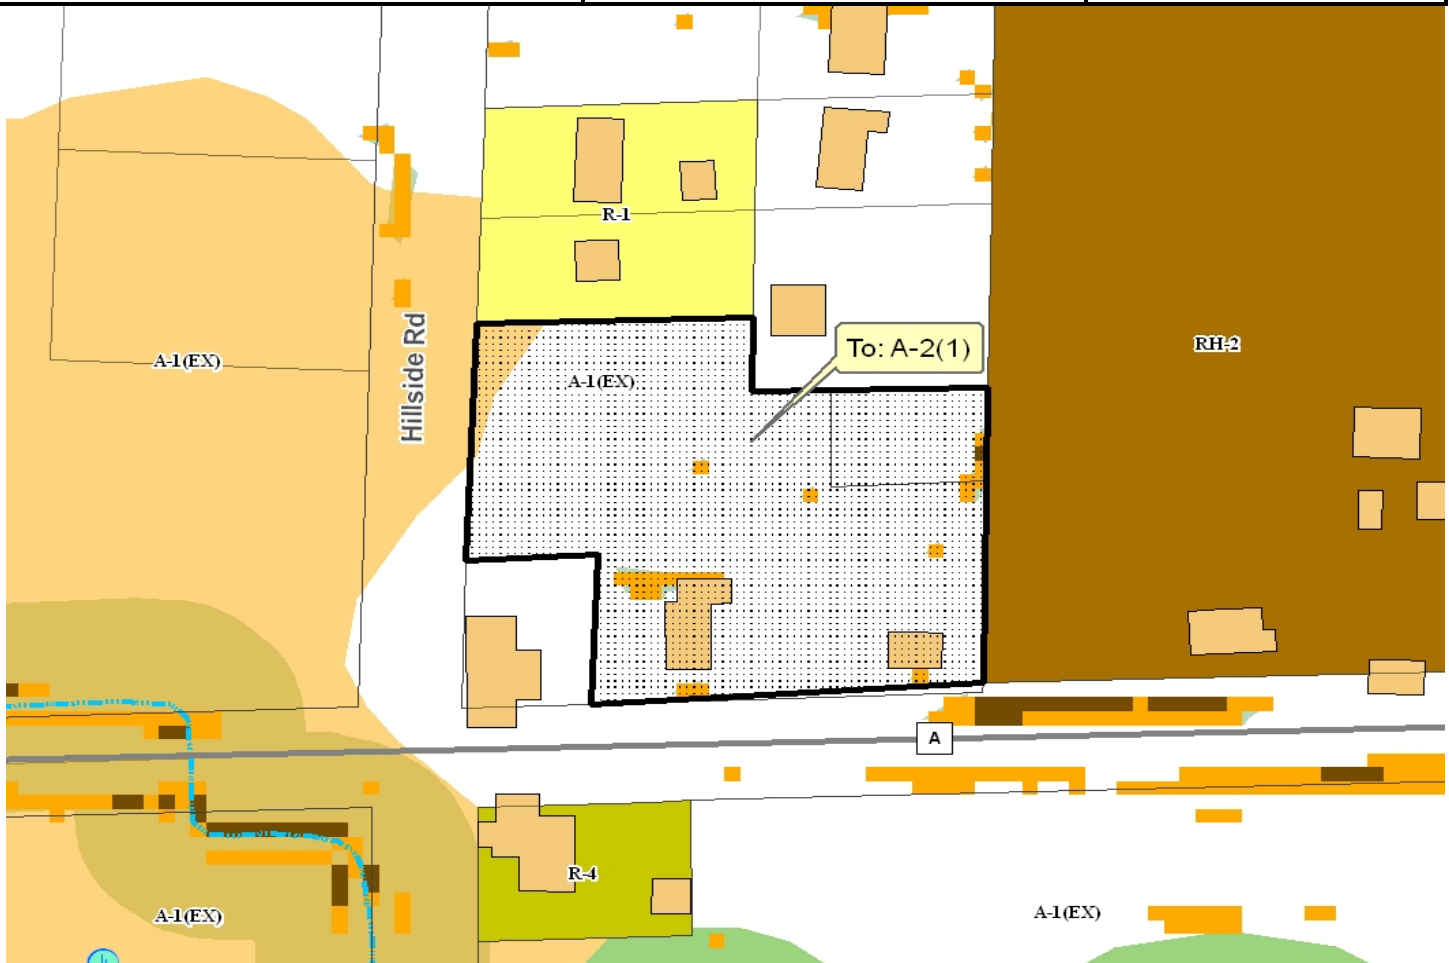 R-1
RH-2
To: A-2(1)
A-1(EX)
A-1(EX)
Hillside Rd
A
R-4
A-1(EX)
A-1(EX)